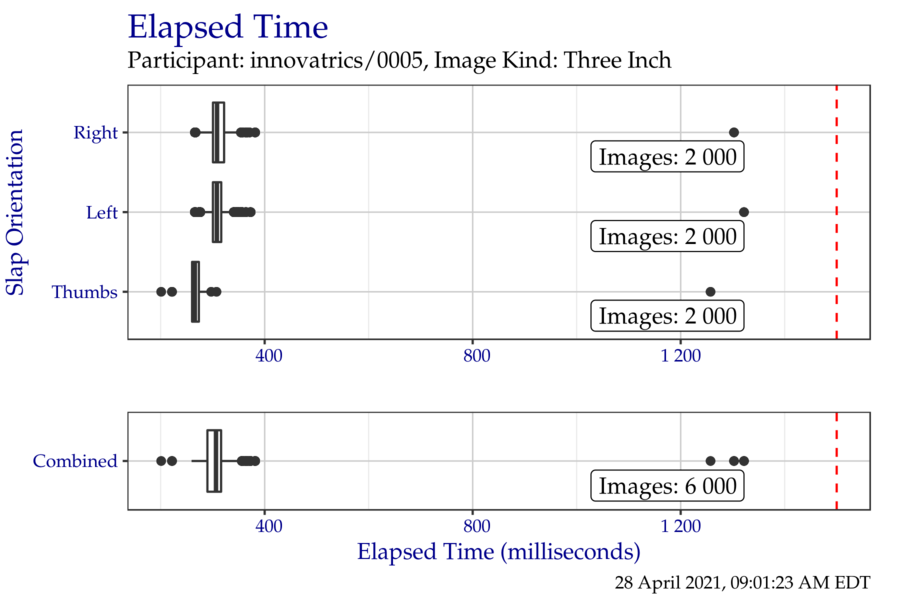 Elapsed Time
Participant: innovatrics/0005, Image Kind: Three Inch
Slap Orientation
Right
Images: 2 000
Left
Images: 2 000
Thumbs
Images: 2 000
400 800 1 200
Combined
Images: 6 000
400 800 1 200
Elapsed Time (milliseconds)
28 April 2021, 09:01:23 AM EDT